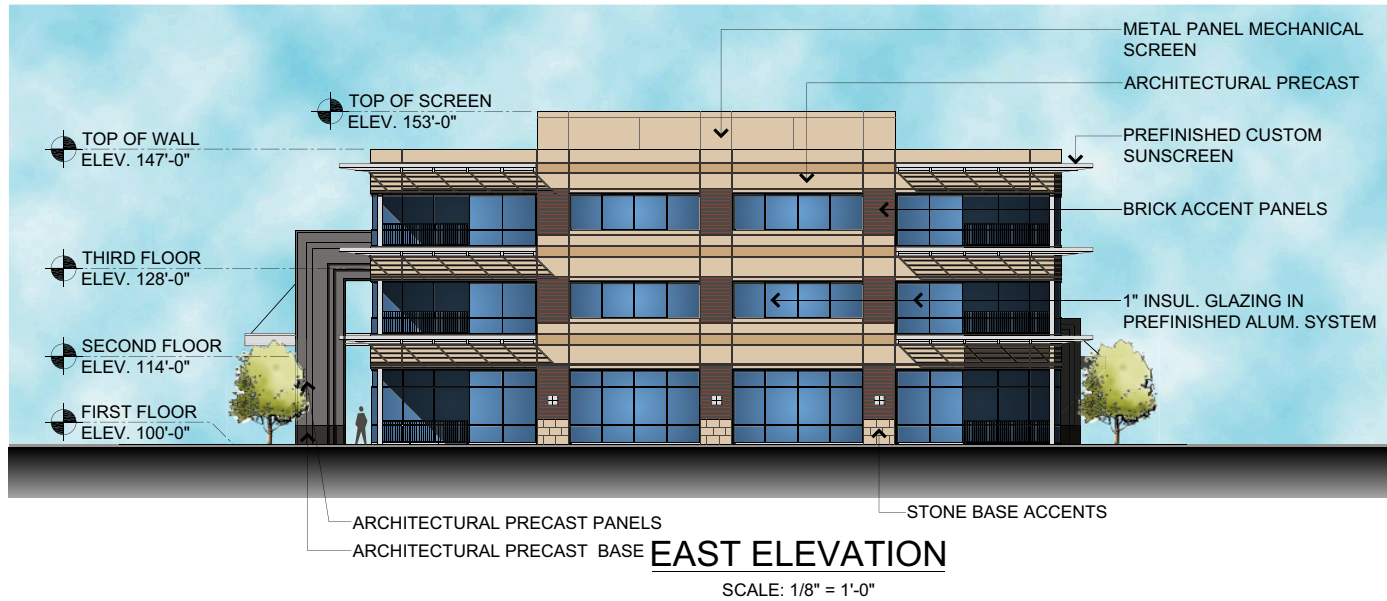 METAL PANEL MECHANICAL
SCREEN
ARCHITECTURAL PRECAST
TOP OF SCREEN
ELEV. 153'-0"
TOP OF WALL
ELEV. 147'-0"
PREFINISHED CUSTOM
SUNSCREEN
BRICK ACCENT PANELS
THIRD FLOOR
ELEV. 128'-0"
1" INSUL. GLAZING IN
PREFINISHED ALUM. SYSTEM
SECOND FLOOR
ELEV. 114'-0"
FIRST FLOOR
ELEV. 100'-0"
STONE BASE ACCENTS
ARCHITECTURAL PRECAST PANELS
ARCHITECTURAL PRECAST BASE
EAST ELEVATION
SCALE: 1/8" = 1'-0"